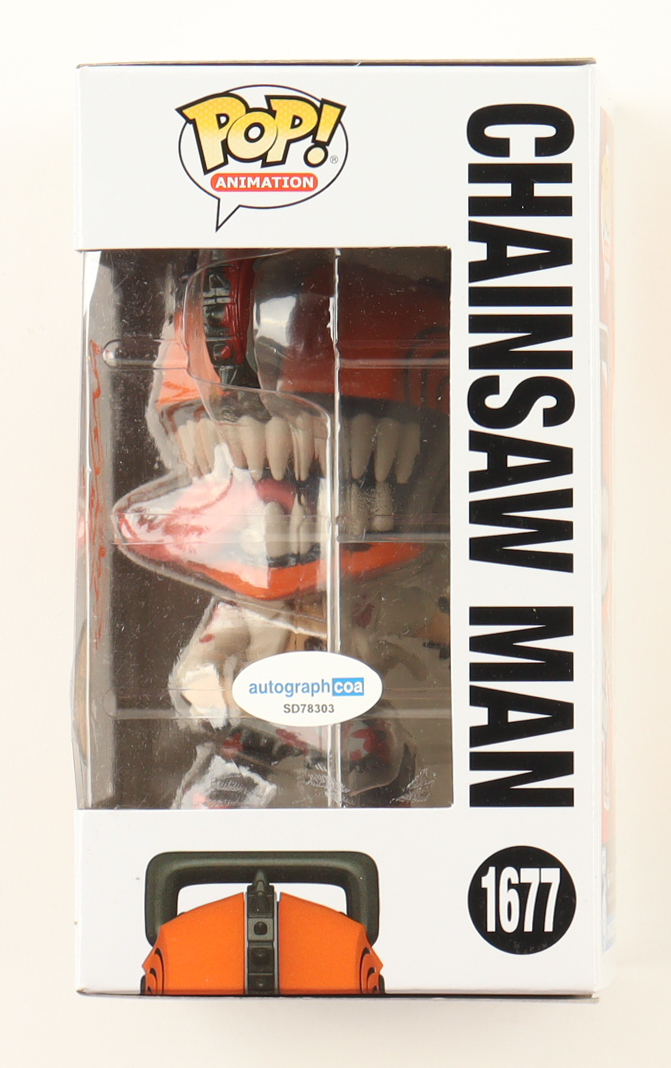 POP!®
ANIMATION
CHAINSAW MAN
autographcoa
SD78303
1677